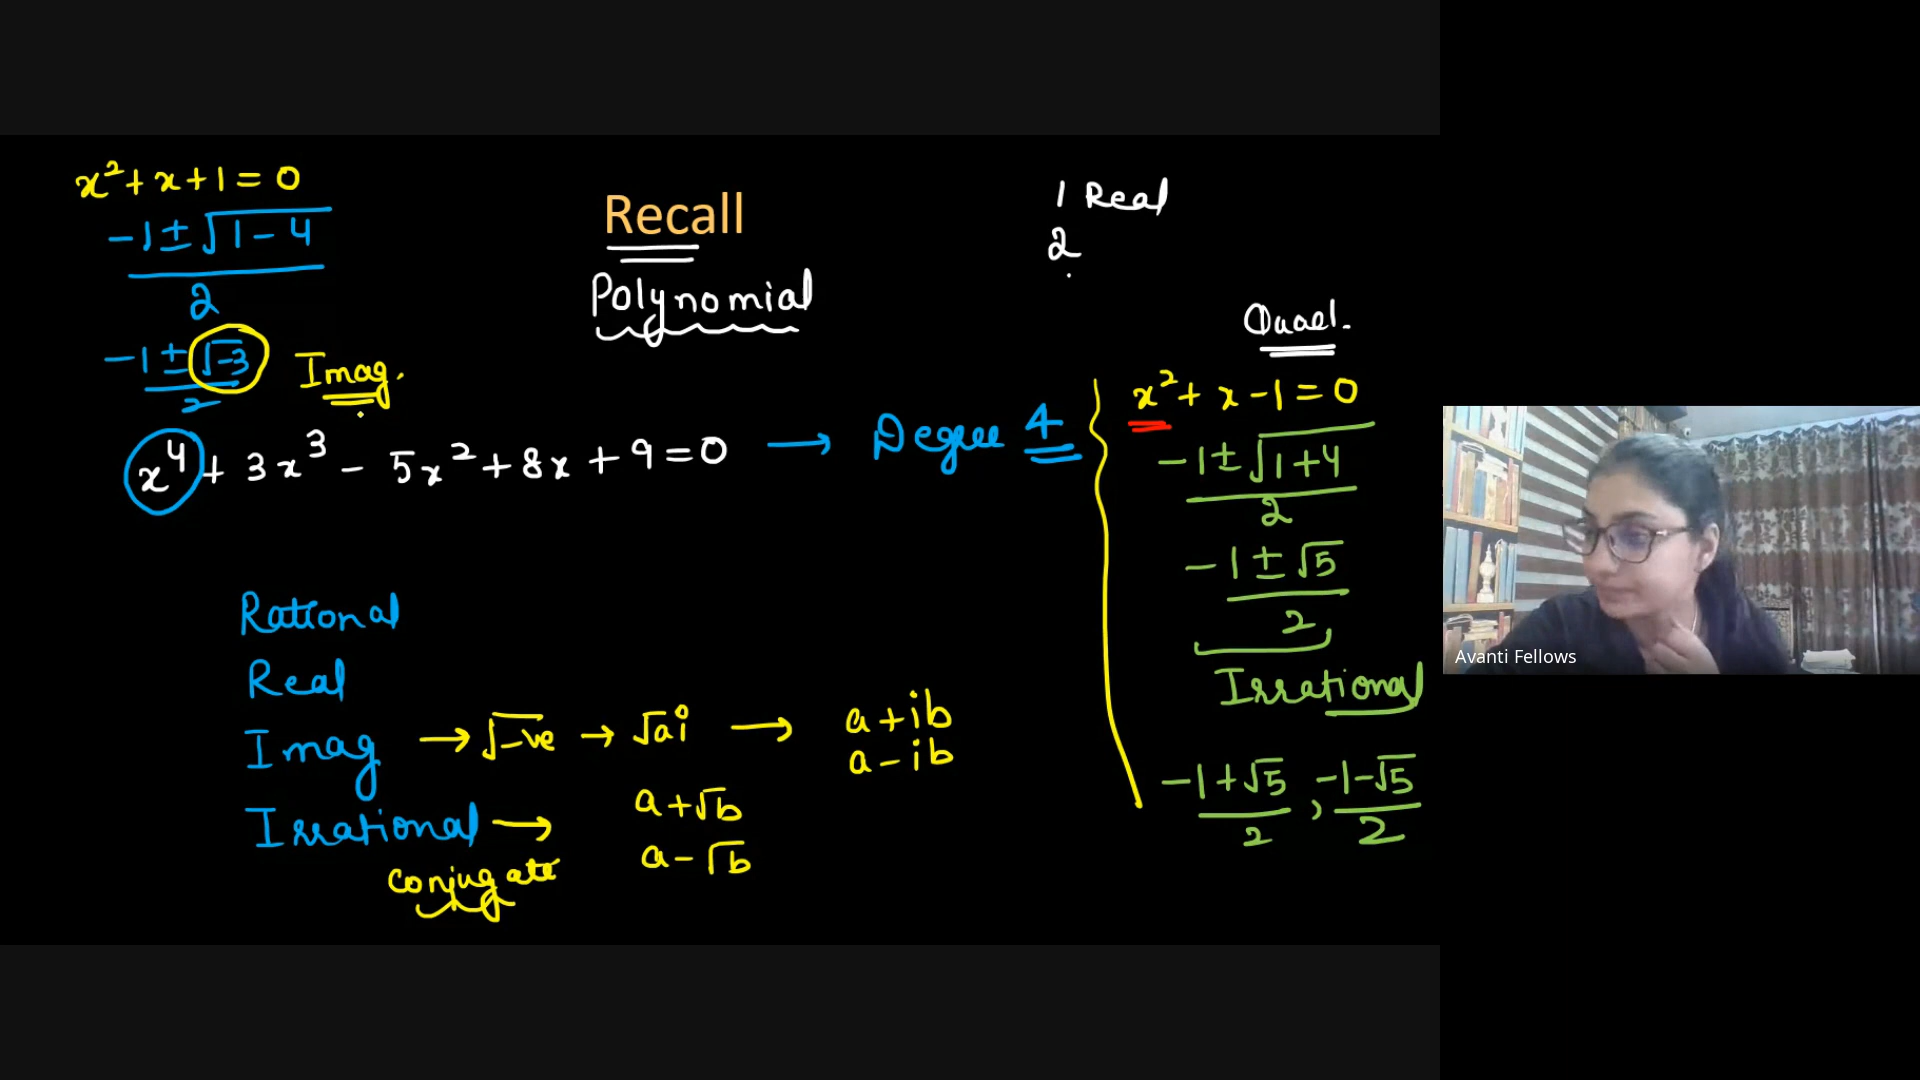 x²+x+1=0
-1±√1-4
2
-1±√-3
2
Imag.
Recall
Polynomial
1 Real
2
x⁴+3x³-5x²+8x+9=0 → Degree 4
Quad.
x²+x-1=0
-1±√1+4
2
-1±√5
2
Irrational
-1+√5 , -1-√5
2 2
Rational
Real
Imag → √-ve → √a i → a+ib
a-ib
Irrational → a+√b
a-√b
conjugate
Avanti Fellows